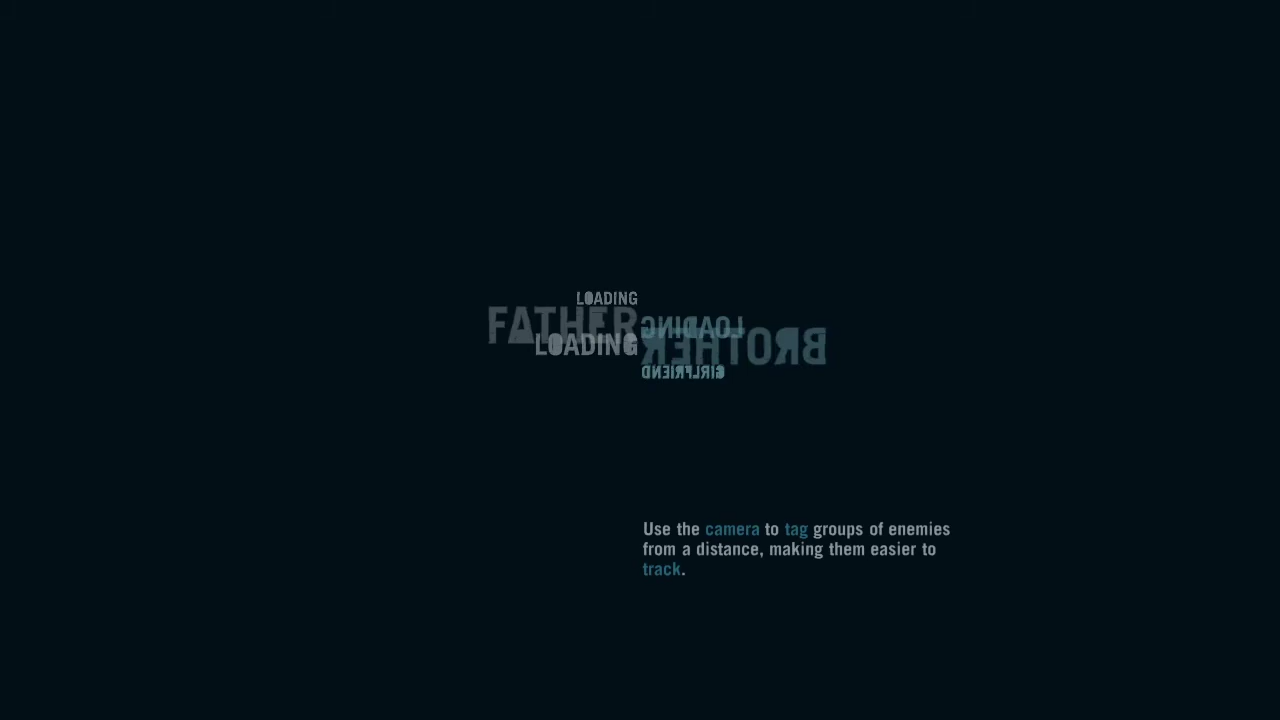 LOADING
FATHER
LOADING
LOADING
BROTHER
GIRLFRIEND
Use the camera to tag groups of enemies
from a distance, making them easier to
track.